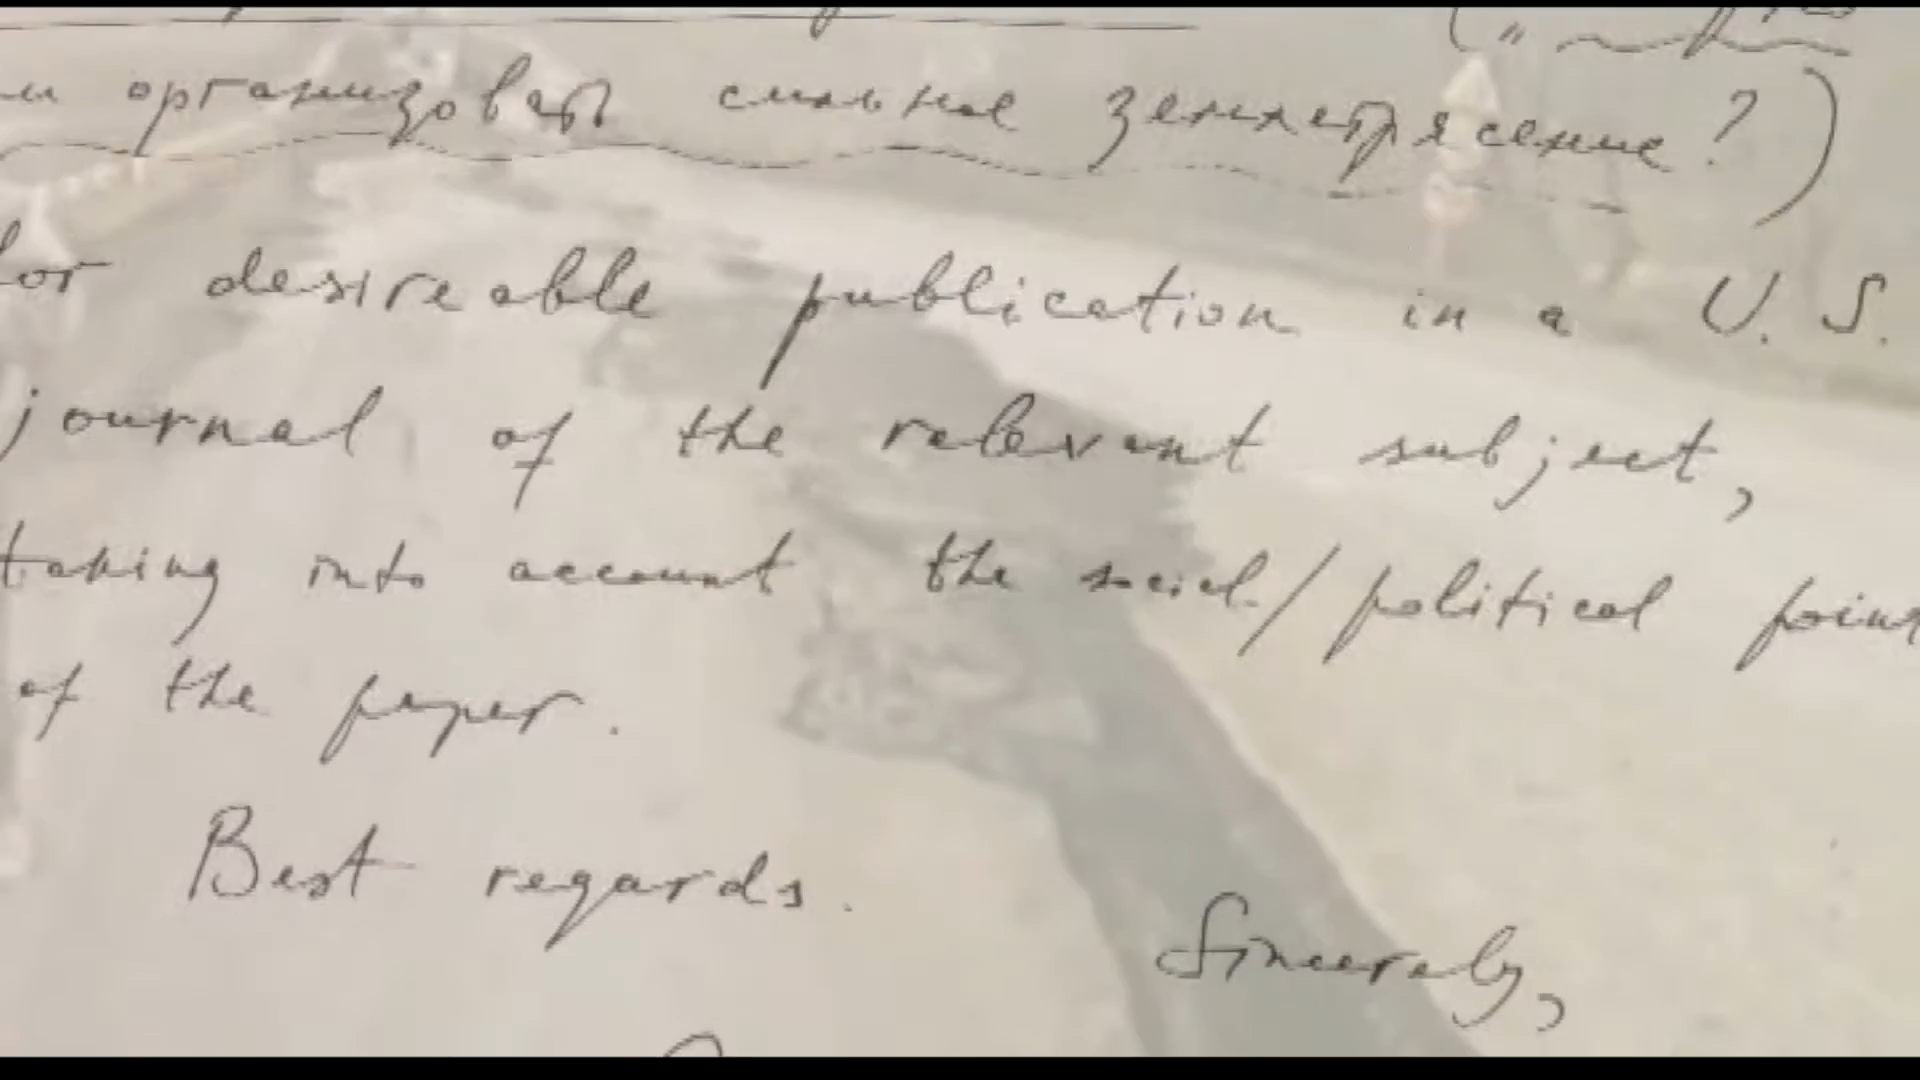 организовать сильное землетрясение?)
for desireable publication in a U.S.
journal of the relevant subject,
taking into account the social/political point
of the paper.
Best regards.
Sincerely,